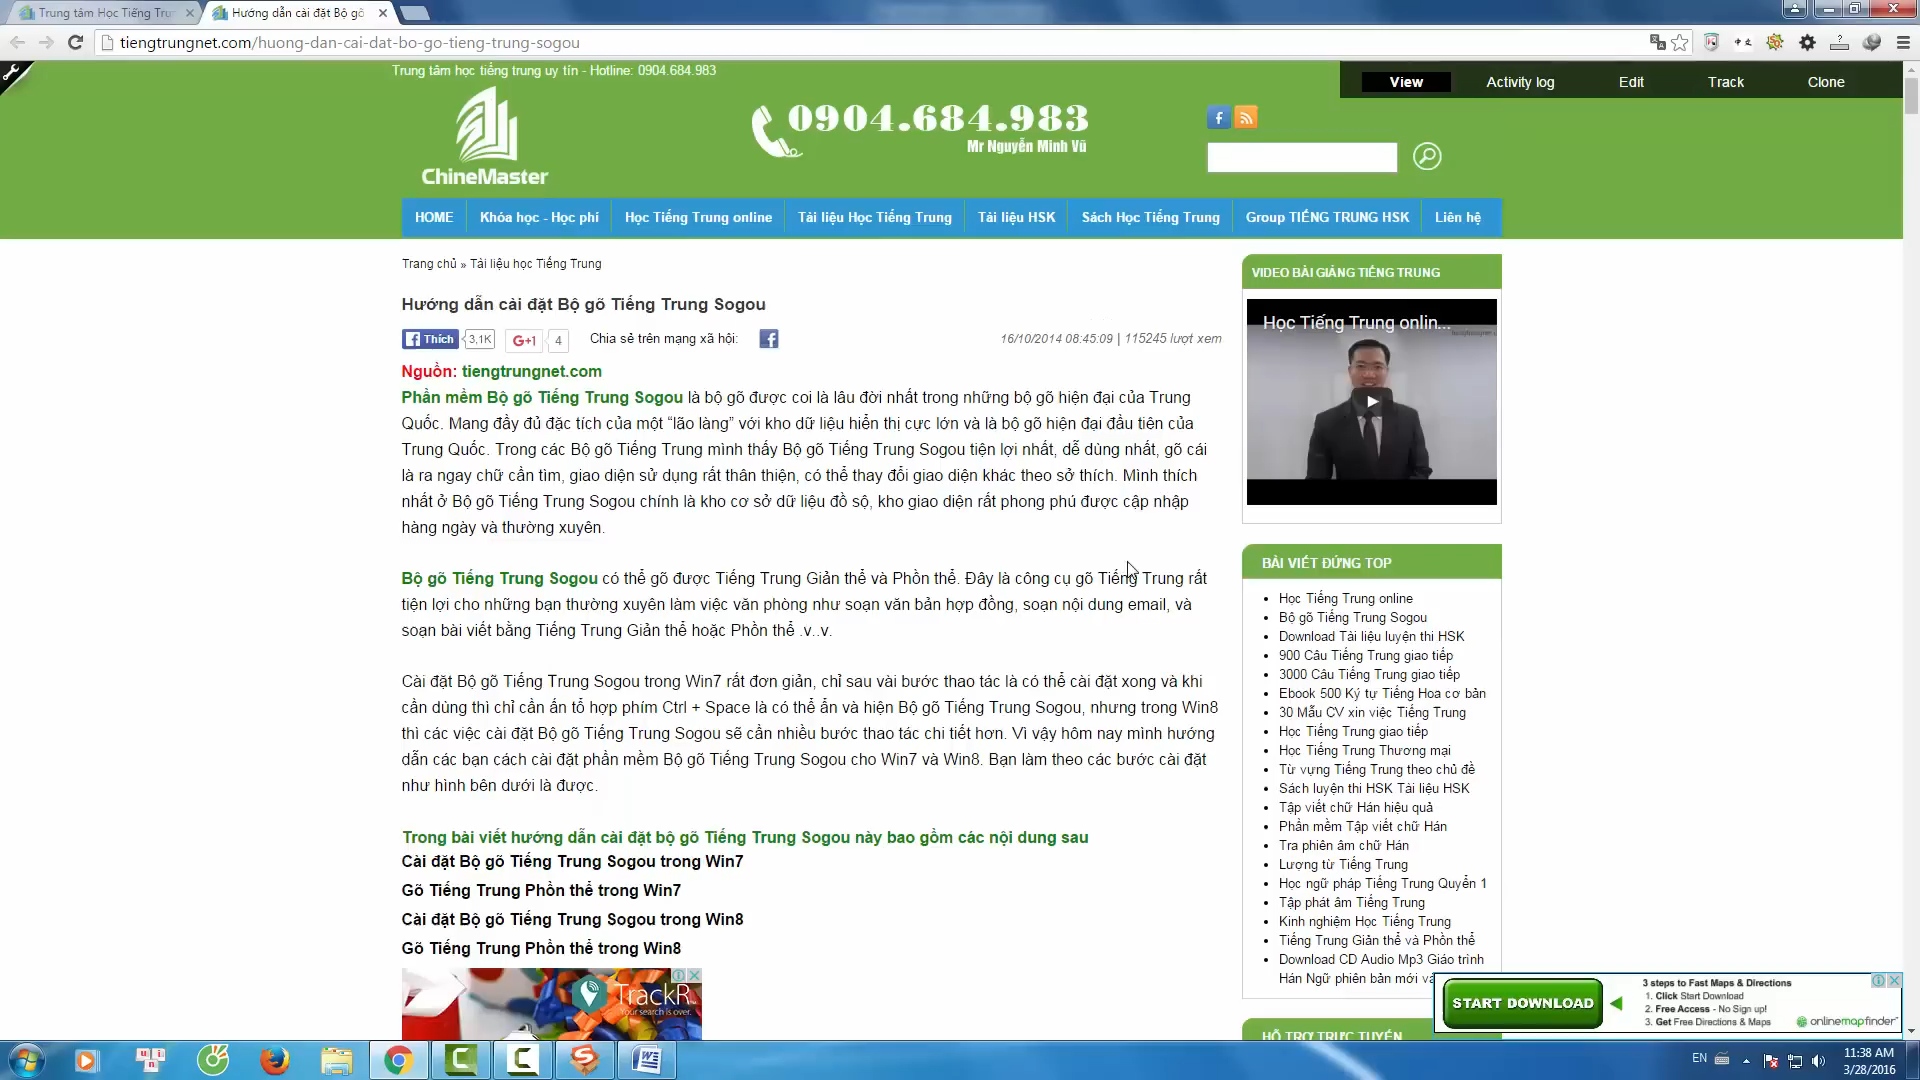 Trung tâm Học Tiếng Tru
Hướng dẫn cài đặt Bộ gõ
tiengtrungnet.com/huong-dan-cai-dat-bo-go-tieng-trung-sogou
Trung tâm học tiếng trung uy tín - Hotline: 0904.684.983
View
Activity log
Edit
Track
Clone
ChineMaster
0904.684.983
Mr Nguyễn Minh Vũ
HOME
Khóa học - Học phí
Học Tiếng Trung online
Tài liệu Học Tiếng Trung
Tài liệu HSK
Sách Học Tiếng Trung
Group TIẾNG TRUNG HSK
Liên hệ
Trang chủ » Tài liệu học Tiếng Trung
Hướng dẫn cài đặt Bộ gõ Tiếng Trung Sogou
Thích 3,1K
G+1 4
Chia sẻ trên mạng xã hội:
16/10/2014 08:45:09 | 115245 lượt xem
Nguồn: tiengtrungnet.com
Phần mềm Bộ gõ Tiếng Trung Sogou là bộ gõ được coi là lâu đời nhất trong những bộ gõ hiện đại của Trung
Quốc. Mang đầy đủ đặc tích của một “lão làng” với kho dữ liệu hiển thị cực lớn và là bộ gõ hiện đại đầu tiên của
Trung Quốc. Trong các Bộ gõ Tiếng Trung mình thấy Bộ gõ Tiếng Trung Sogou tiện lợi nhất, dễ dùng nhất, gõ cái
là ra ngay chữ cần tìm, giao diện sử dụng rất thân thiện, có thể thay đổi giao diện khác theo sở thích. Mình thích
nhất ở Bộ gõ Tiếng Trung Sogou chính là kho cơ sở dữ liệu đồ sộ, kho giao diện rất phong phú được cập nhập
hàng ngày và thường xuyên.
Bộ gõ Tiếng Trung Sogou có thể gõ được Tiếng Trung Giản thể và Phồn thể. Đây là công cụ gõ Tiếng Trung rất
tiện lợi cho những bạn thường xuyên làm việc văn phòng như soạn văn bản hợp đồng, soạn nội dung email, và
soạn bài viết bằng Tiếng Trung Giản thể hoặc Phồn thể .v..v.
Cài đặt Bộ gõ Tiếng Trung Sogou trong Win7 rất đơn giản, chỉ sau vài bước thao tác là có thể cài đặt xong và khi
cần dùng thì chỉ cần ấn tổ hợp phím Ctrl + Space là có thể ẩn và hiện Bộ gõ Tiếng Trung Sogou, nhưng trong Win8
thì các việc cài đặt Bộ gõ Tiếng Trung Sogou sẽ cần nhiều bước thao tác chi tiết hơn. Vì vậy hôm nay mình hướng
dẫn các bạn cách cài đặt phần mềm Bộ gõ Tiếng Trung Sogou cho Win7 và Win8. Bạn làm theo các bước cài đặt
như hình bên dưới là được.
Trong bài viết hướng dẫn cài đặt bộ gõ Tiếng Trung Sogou này bao gồm các nội dung sau
Cài đặt Bộ gõ Tiếng Trung Sogou trong Win7
Gõ Tiếng Trung Phồn thể trong Win7
Cài đặt Bộ gõ Tiếng Trung Sogou trong Win8
Gõ Tiếng Trung Phồn thể trong Win8
TrackR
Your search is over.
VIDEO BÀI GIẢNG TIẾNG TRUNG
Học Tiếng Trung onlin...
BÀI VIẾT ĐỨNG TOP
Học Tiếng Trung online
Bộ gõ Tiếng Trung Sogou
Download Tài liệu luyện thi HSK
900 Câu Tiếng Trung giao tiếp
3000 Câu Tiếng Trung giao tiếp
Ebook 500 Ký tự Tiếng Hoa cơ bản
30 Mẫu CV xin việc Tiếng Trung
Học Tiếng Trung giao tiếp
Học Tiếng Trung Thương mại
Từ vựng Tiếng Trung theo chủ đề
Sách luyện thi HSK Tài liệu HSK
Tập viết chữ Hán hiệu quả
Phần mềm Tập viết chữ Hán
Tra phiên âm chữ Hán
Lượng từ Tiếng Trung
Học ngữ pháp Tiếng Trung Quyển 1
Tập phát âm Tiếng Trung
Kinh nghiệm Học Tiếng Trung
Tiếng Trung Giản thể và Phồn thể
Download CD Audio Mp3 Giáo trình
Hán Ngữ phiên bản mới và
HỖ TRỢ TRỰC TUYẾN
START DOWNLOAD
3 steps to Fast Maps & Directions
1. Click Start Download
2. Free Access - No Sign up!
3. Get Free Directions & Maps
onlinemapfinder
EN
11:38 AM
3/28/2016